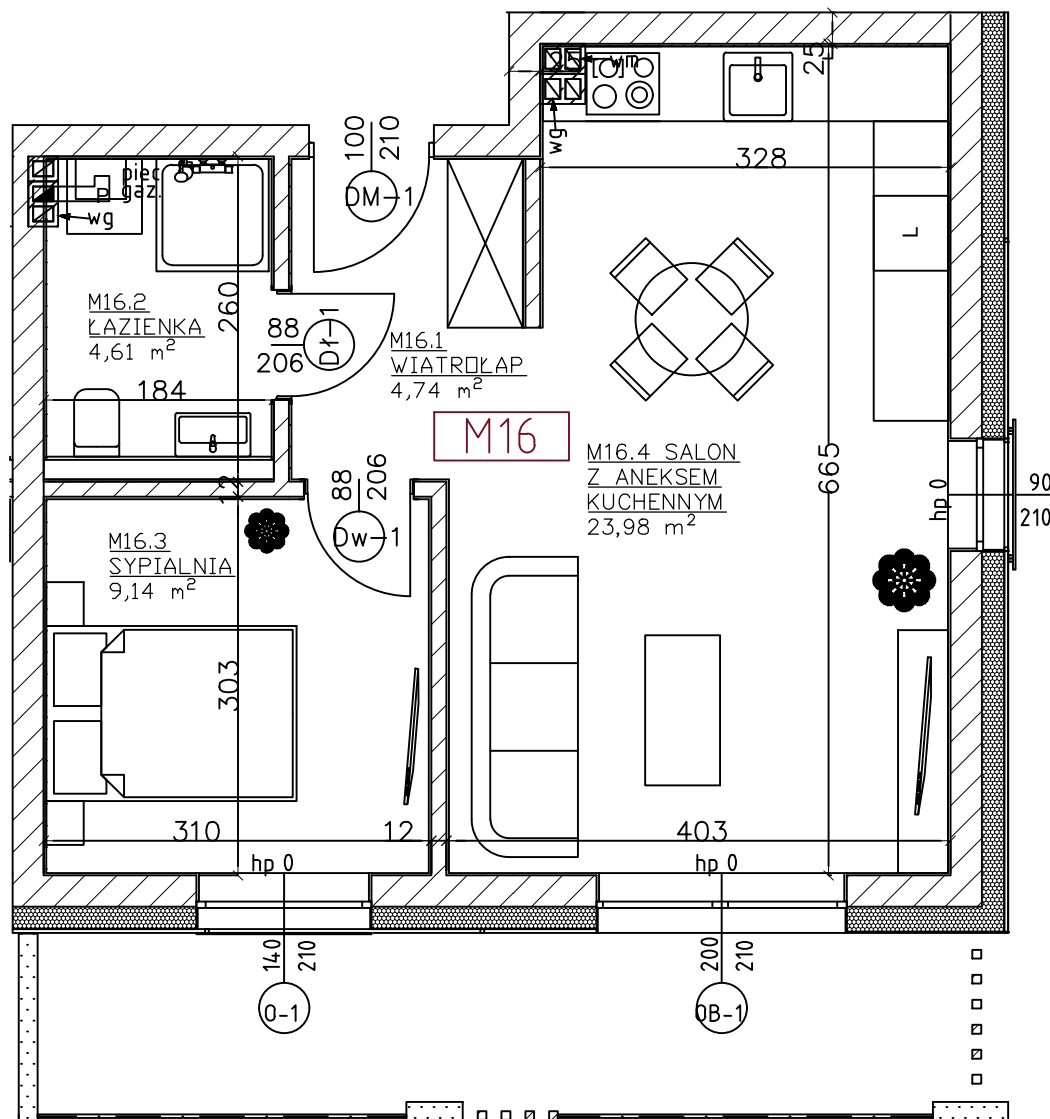 25
wm
wg
100
210
DM-1
328
piec
p gaz.
wg
L
M16.2
ŁAZIENKA
4,61 m²
260
88
206
Dł-1
M16.1
WIATROŁAP
4,74 m²
184
M16
M16.4 SALON
Z ANEKSEM
KUCHENNYM
23,98 m²
665
hp 0
90
210
12
88
206
Dw-1
M16.3
SYPIALNIA
9,14 m²
303
310
12
403
hp 0
hp 0
140
210
O-1
200
210
OB-1